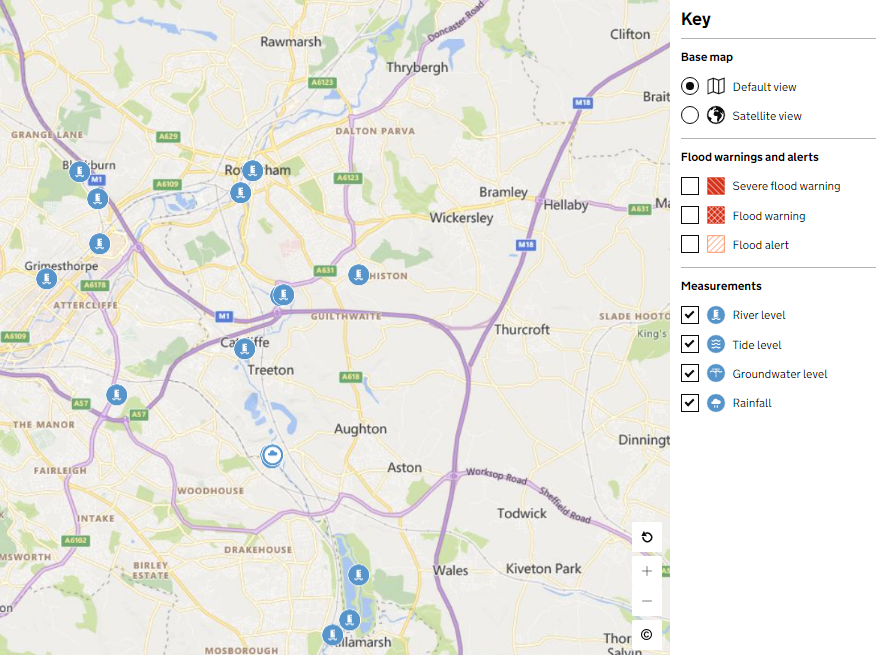 Rawmarsh
Doncaster Road
Clifton
Thrybergh
A6123
M18
Brait
GRANGE LANE
A629
DALTON PARVA
M1
A6109
A6123
Bramley
Hellaby
A631
Ma
Wickersley
M18
Grimesthorpe
A631
HISTON
A6178
ATTERCLIFFE
M1
GUILTHWAITE
SLADE HOOTO
Thurcroft
King's
A6109
Treeton
A618
A57
A57
THE MANOR
Aughton
Dinningt
Aston
FAIRLEIGH
Worksop Road
Sheffield Road
WOODHOUSE
Todwick
INTAKE
A6102
DRAKEHOUSE
MSWORTH
BIRLEY
ESTATE
Wales
Kiveton Park
on
MOSBOROUGH
illamarsh
Thor
Salvin
©
Key
Base map
Default view
Satellite view
Flood warnings and alerts
Severe flood warning
Flood warning
Flood alert
Measurements
River level
Tide level
Groundwater level
Rainfall